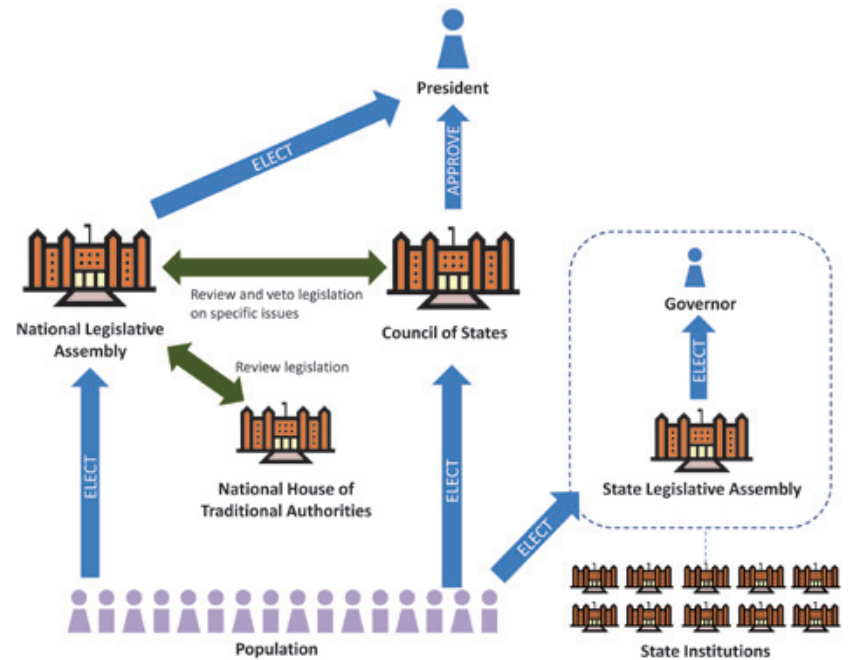 President
ELECT
APPROVE
Review and veto legislation
on specific issues
National Legislative
Assembly
Council of States
Governor
ELECT
Review legislation
National House of
Traditional Authorities
State Legislative Assembly
ELECT
ELECT
ELECT
Population
State Institutions